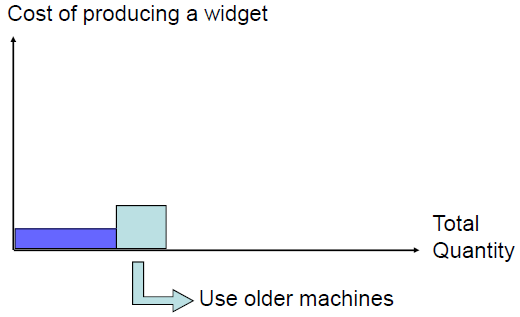 Cost of producing a widget
Total
Quantity
Use older machines